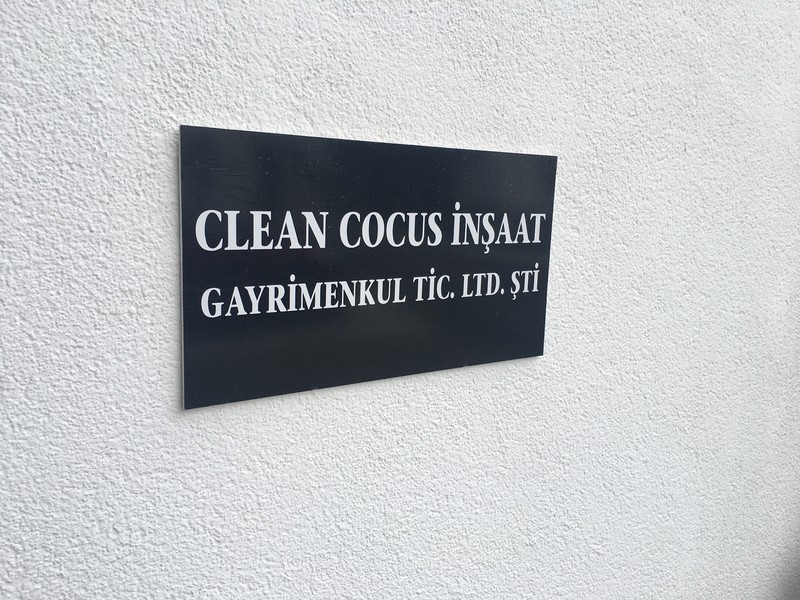 CLEAN COCUS İNŞAAT
GAYRİMENKUL TİC. LTD. ŞTİ